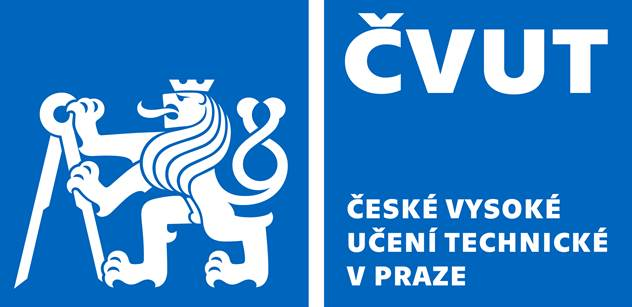 ČVUT
ČESKÉ VYSOKÉ
UČENÍ TECHNICKÉ
V PRAZE